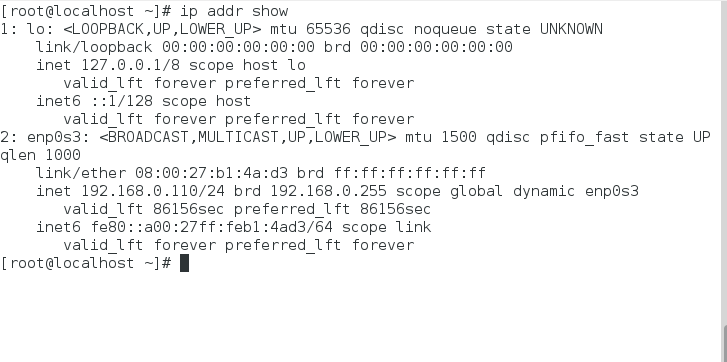 [root@localhost ~]# ip addr show
1: lo: <LOOPBACK,UP,LOWER_UP> mtu 65536 qdisc noqueue state UNKNOWN
    link/loopback 00:00:00:00:00:00 brd 00:00:00:00:00:00
    inet 127.0.0.1/8 scope host lo
       valid_lft forever preferred_lft forever
    inet6 ::1/128 scope host
       valid_lft forever preferred_lft forever
2: enp0s3: <BROADCAST,MULTICAST,UP,LOWER_UP> mtu 1500 qdisc pfifo_fast state UP
qlen 1000
    link/ether 08:00:27:b1:4a:d3 brd ff:ff:ff:ff:ff:ff
    inet 192.168.0.110/24 brd 192.168.0.255 scope global dynamic enp0s3
       valid_lft 86156sec preferred_lft 86156sec
    inet6 fe80::a00:27ff:feb1:4ad3/64 scope link
       valid_lft forever preferred_lft forever
[root@localhost ~]#